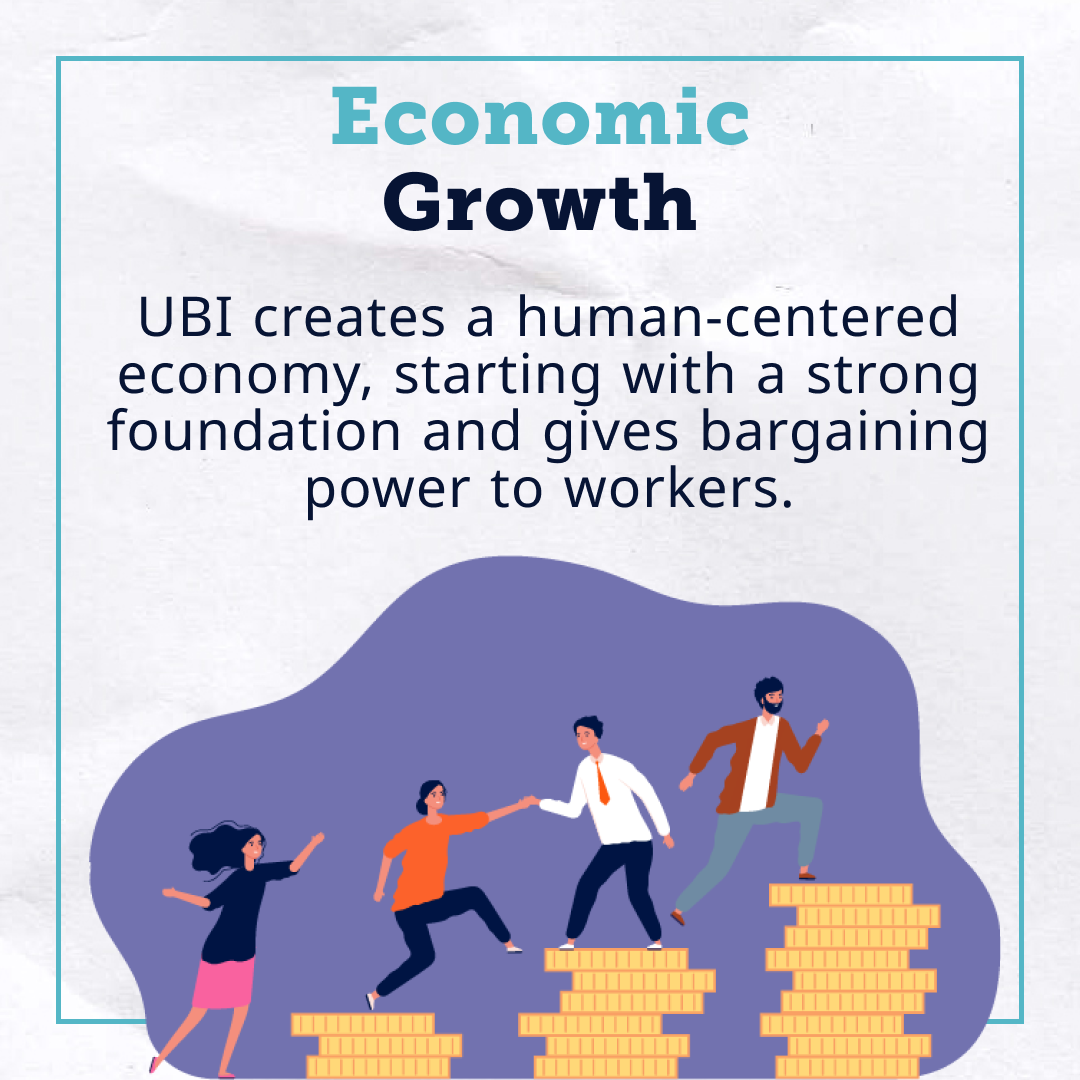 Economic
Growth
UBI creates a human-centered
economy, starting with a strong
foundation and gives bargaining
power to workers.